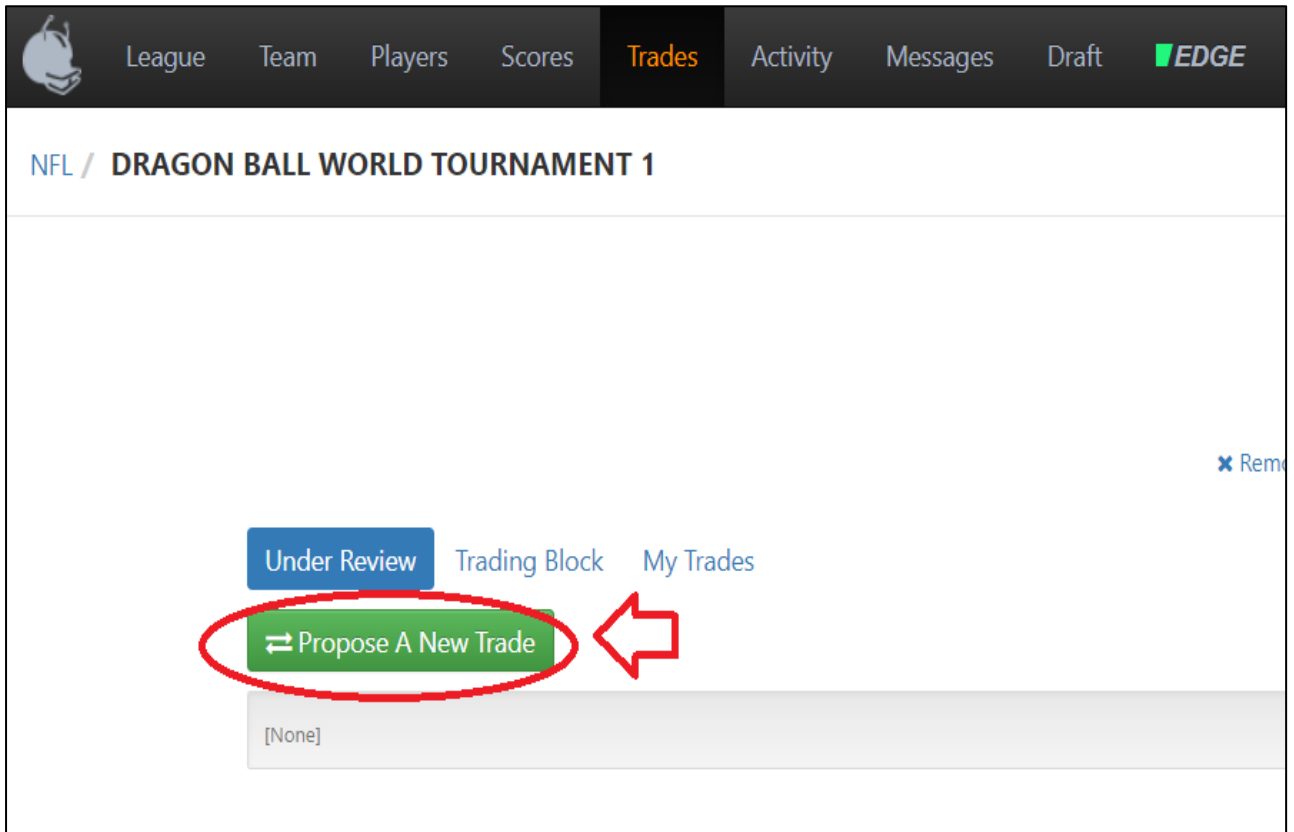 League Team Players Scores Trades Activity Messages Draft EDGE
NFL / DRAGON BALL WORLD TOURNAMENT 1
Under Review Trading Block My Trades
Propose A New Trade
[None]